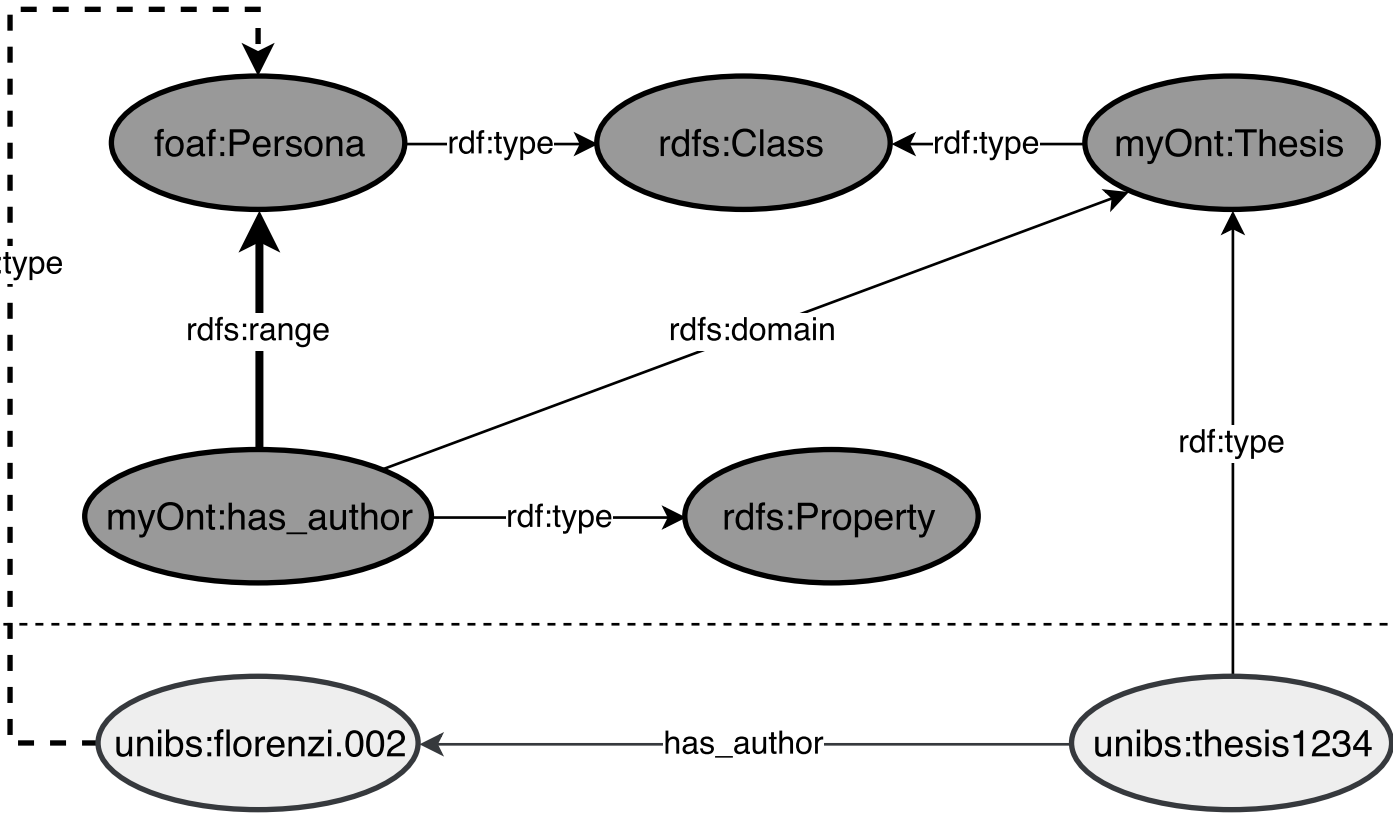 foaf:Persona
rdf:type
rdfs:Class
rdf:type
myOnt:Thesis
:type
rdfs:range
rdfs:domain
rdf:type
myOnt:has_author
rdf:type
rdfs:Property
unibs:florenzi.002
has_author
unibs:thesis1234